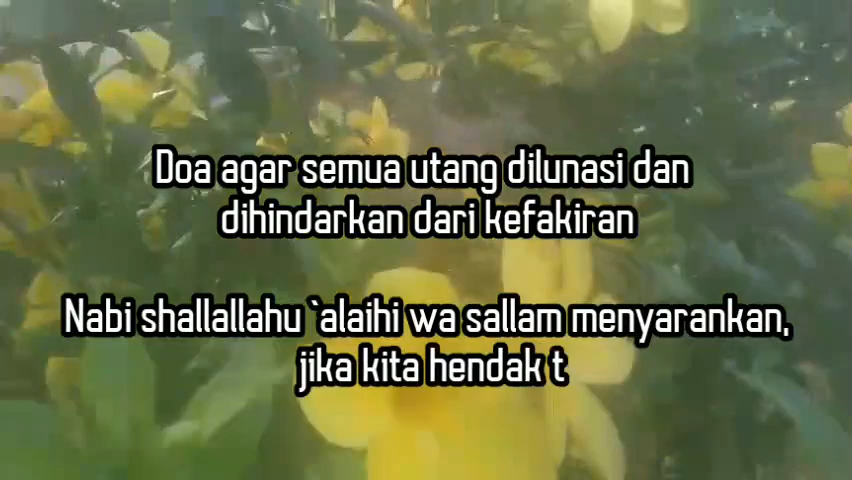 Doa agar semua utang dilunasi dan
dihindarkan dari kefakiran
Nabi shallallahu `alaihi wa sallam menyarankan,
jika kita hendak t